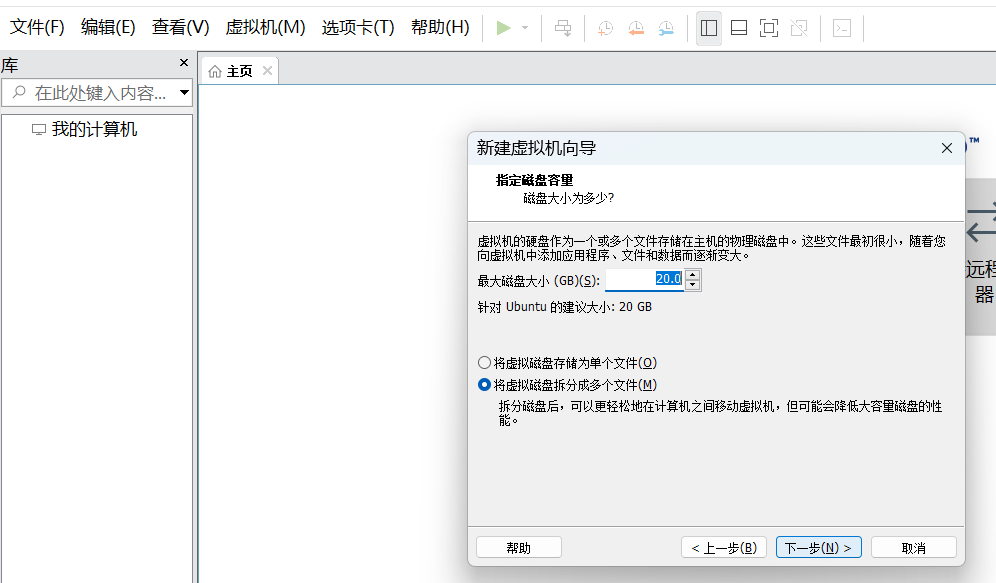 文件(F) 编辑(E) 查看(V) 虚拟机(M) 选项卡(T) 帮助(H)
库
主页
在此处键入内容...
我的计算机
TM
新建虚拟机向导
指定磁盘容量
磁盘大小为多少?
虚拟机的硬盘作为一个或多个文件存储在主机的物理磁盘中。这些文件最初很小，随着您
向虚拟机中添加应用程序、文件和数据而逐渐变大。
最大磁盘大小 (GB)(S): 20.0
针对 Ubuntu 的建议大小: 20 GB
将虚拟磁盘存储为单个文件(O)
将虚拟磁盘拆分成多个文件(M)
拆分磁盘后，可以更轻松地在计算机之间移动虚拟机，但可能会降低大容量磁盘的性
能。
帮助 < 上一步(B) 下一步(N) > 取消
远程
器